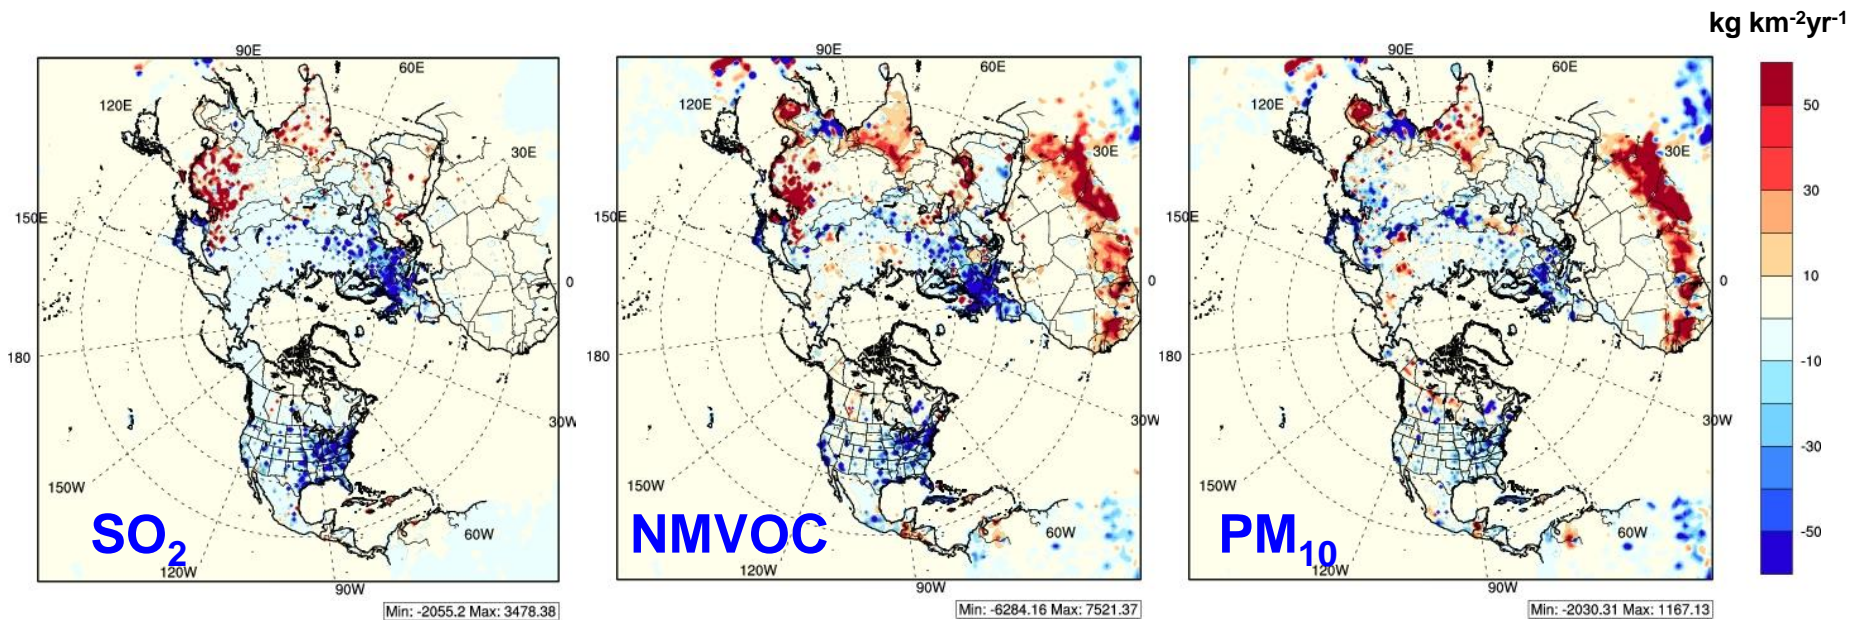 kg km-2yr-1
90E
60E
120E
30E
150E
0
180
30W
150W
60W
120W
90W
SO2
Min: -2055.2 Max: 3478.38
90E
60E
120E
30E
150E
0
180
30W
150W
60W
120W
90W
NMVOC
Min: -6284.16 Max: 7521.37
90E
60E
120E
30E
150E
0
180
30W
150W
60W
120W
90W
PM10
Min: -2030.31 Max: 1167.13
50
30
10
-10
-30
-50